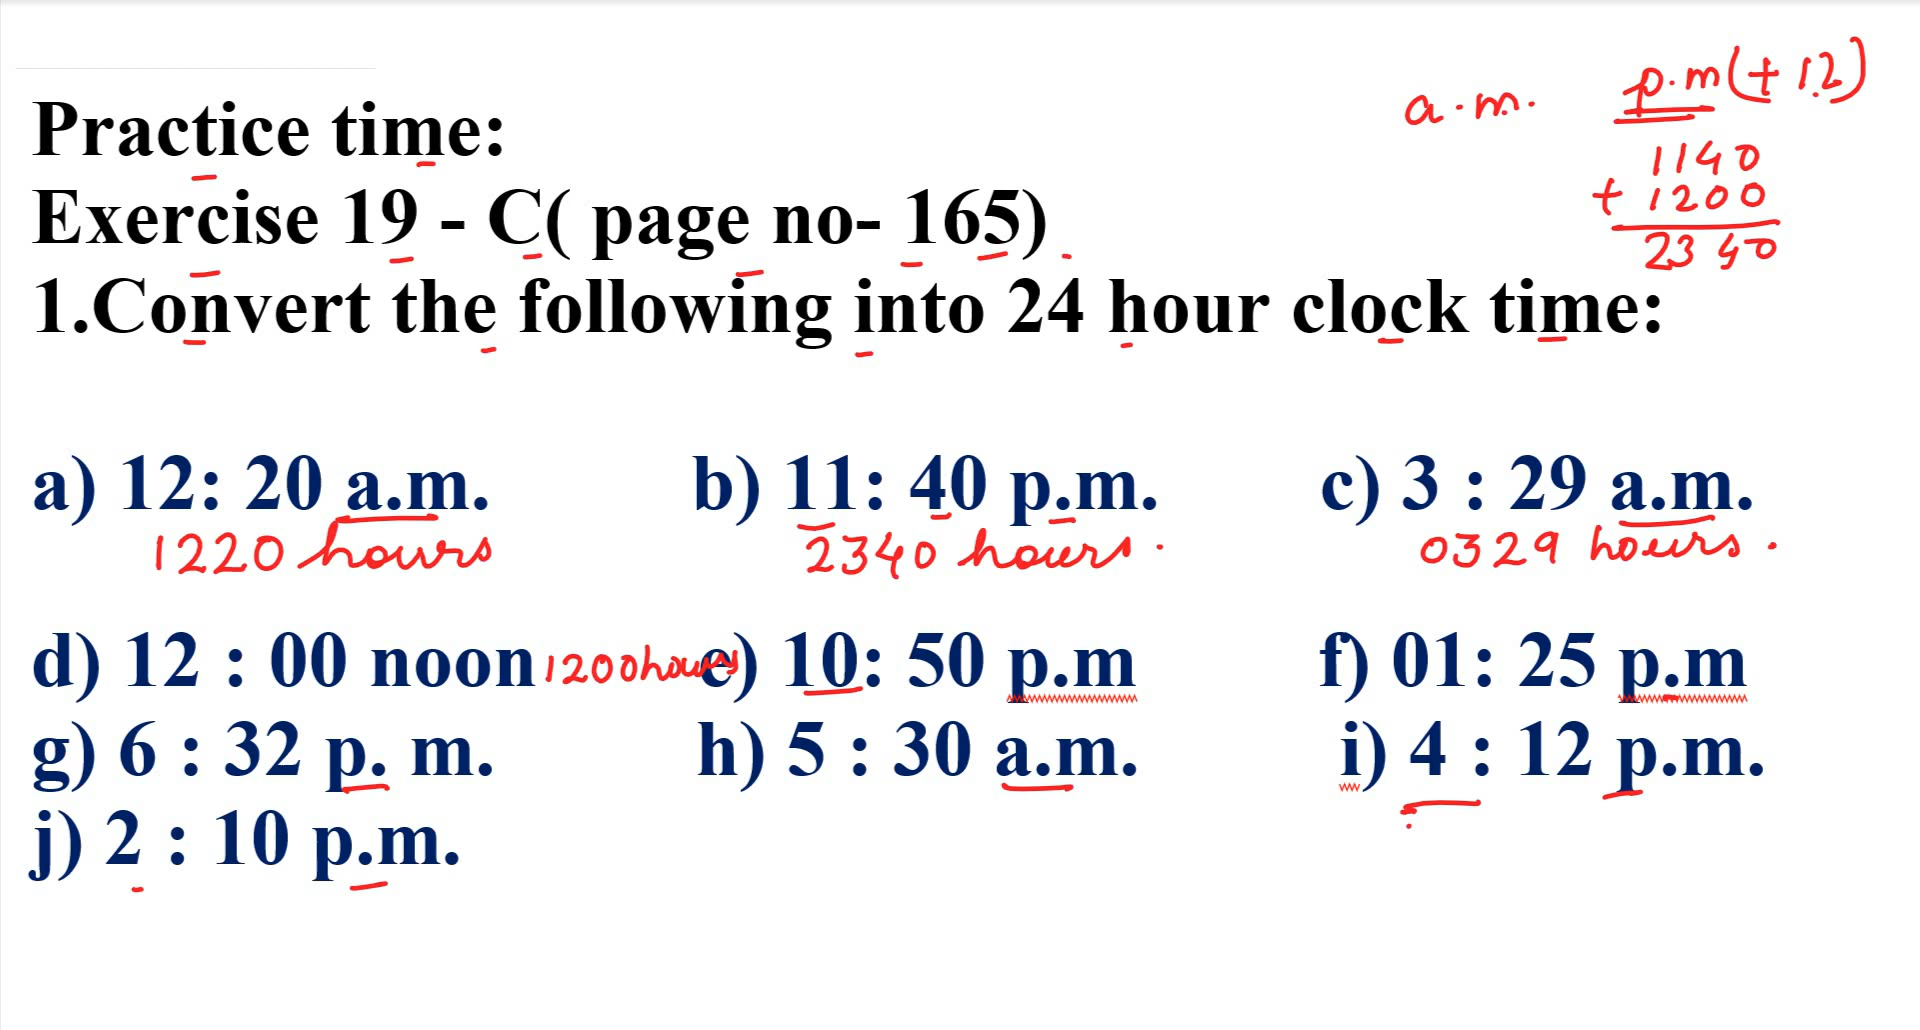 a.m. p.m(+12)
1140
+ 1200
2340
Practice time:
Exercise 19 - C( page no- 165)
1.Convert the following into 24 hour clock time:
a) 12: 20 a.m. b) 11: 40 p.m. c) 3 : 29 a.m.
1220 hours 2340 hours. 0329 hours.
d) 12 : 00 noon 1200hours e) 10: 50 p.m f) 01: 25 p.m
g) 6 : 32 p. m. h) 5 : 30 a.m. i) 4 : 12 p.m.
j) 2 : 10 p.m.